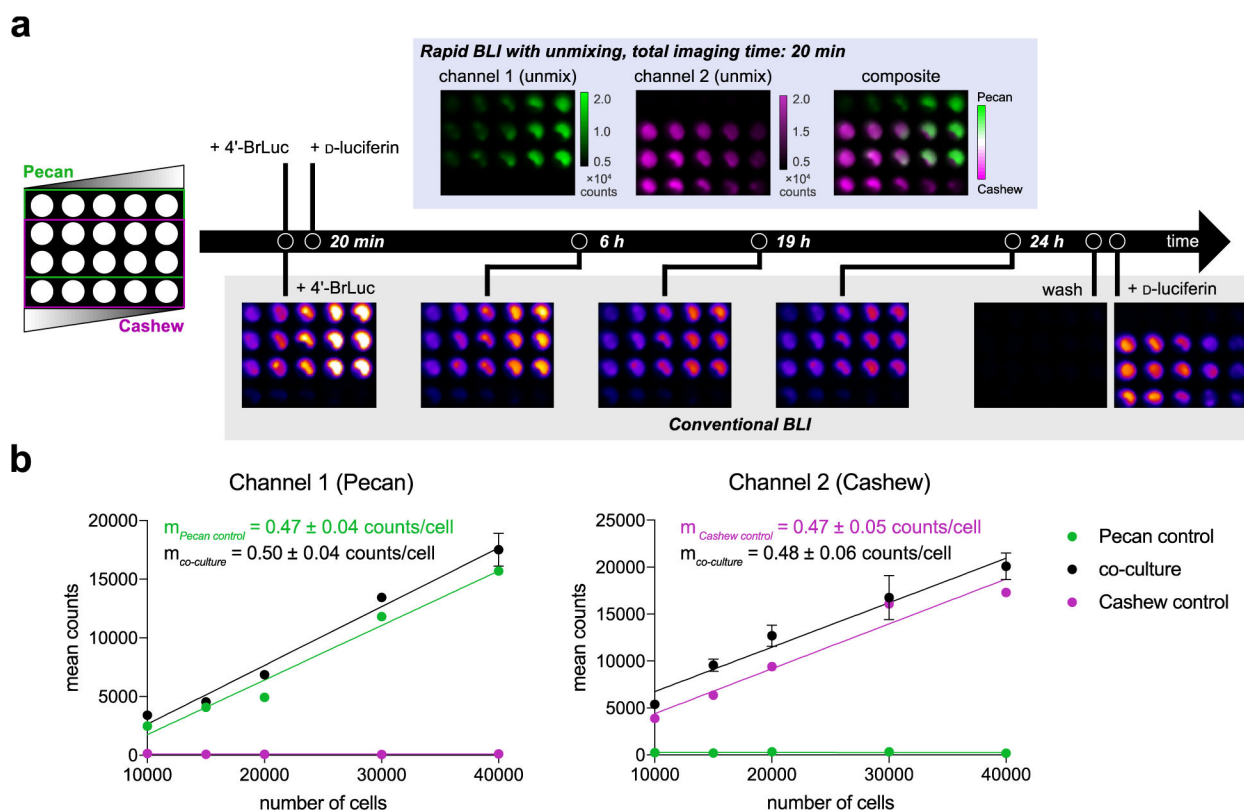 a
Rapid BLI with unmixing, total imaging time: 20 min
channel 1 (unmix)
channel 2 (unmix)
composite
2.0
1.0
0.5
×10⁴
counts
2.0
1.5
0.5
×10⁴
counts
Pecan
Cashew
+ 4'-BrLuc
+ D-luciferin
Pecan
Cashew
20 min
6 h
19 h
24 h
time
+ 4'-BrLuc
wash
+ D-luciferin
Conventional BLI
b
Channel 1 (Pecan)
m Pecan control = 0.47 ± 0.04 counts/cell
m co-culture = 0.50 ± 0.04 counts/cell
mean counts
20000
15000
10000
5000
0
10000
20000
30000
40000
number of cells
Channel 2 (Cashew)
m Cashew control = 0.47 ± 0.05 counts/cell
m co-culture = 0.48 ± 0.06 counts/cell
mean counts
25000
20000
15000
10000
5000
0
10000
20000
30000
40000
number of cells
Pecan control
co-culture
Cashew control